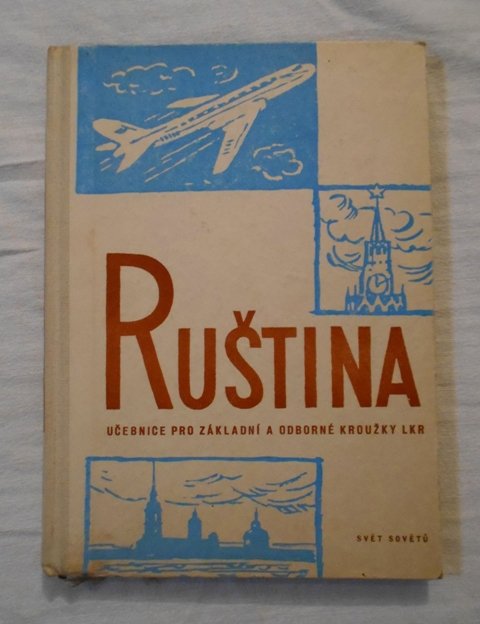 RUŠTINA
UČEBNICE PRO ZÁKLADNÍ A ODBORNÉ KROUŽKY LKR
SVĚT SOVĚTŮ